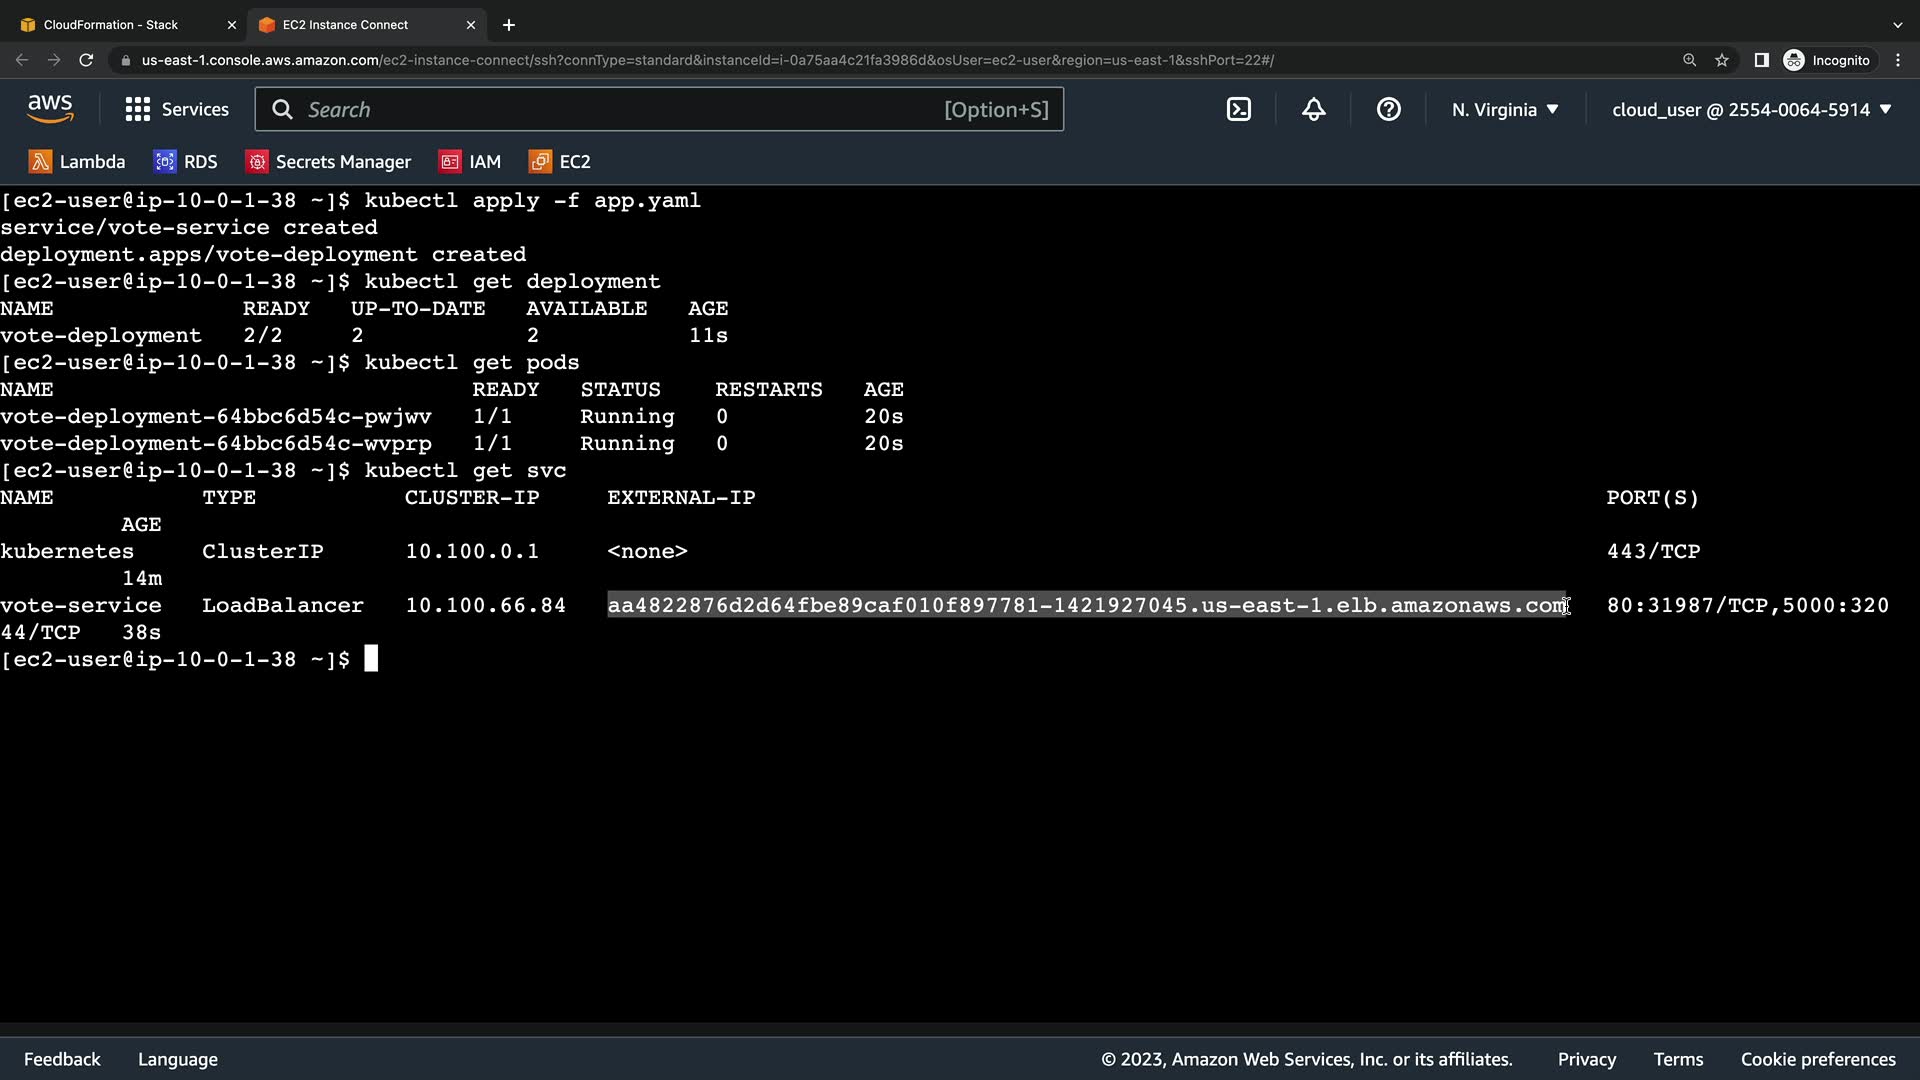 CloudFormation - Stack
EC2 Instance Connect
us-east-1.console.aws.amazon.com/ec2-instance-connect/ssh?connType=standard&instanceId=i-0a75aa4c21fa3986d&osUser=ec2-user&region=us-east-1&sshPort=22#/
Incognito
aws
Services
Search
[Option+S]
N. Virginia
cloud_user @ 2554-0064-5914
Lambda RDS Secrets Manager IAM EC2
[ec2-user@ip-10-0-1-38 ~]$ kubectl apply -f app.yaml
service/vote-service created
deployment.apps/vote-deployment created
[ec2-user@ip-10-0-1-38 ~]$ kubectl get deployment
NAME READY UP-TO-DATE AVAILABLE AGE
vote-deployment 2/2 2 2 11s
[ec2-user@ip-10-0-1-38 ~]$ kubectl get pods
NAME READY STATUS RESTARTS AGE
vote-deployment-64bbc6d54c-pwjwv 1/1 Running 0 20s
vote-deployment-64bbc6d54c-wvprp 1/1 Running 0 20s
[ec2-user@ip-10-0-1-38 ~]$ kubectl get svc
NAME TYPE CLUSTER-IP EXTERNAL-IP PORT(S)
AGE
kubernetes ClusterIP 10.100.0.1 <none> 443/TCP
14m
vote-service LoadBalancer 10.100.66.84 aa4822876d2d64fbe89caf010f897781-1421927045.us-east-1.elb.amazonaws.com 80:31987/TCP,5000:320
44/TCP 38s
[ec2-user@ip-10-0-1-38 ~]$
Feedback Language © 2023, Amazon Web Services, Inc. or its affiliates. Privacy Terms Cookie preferences